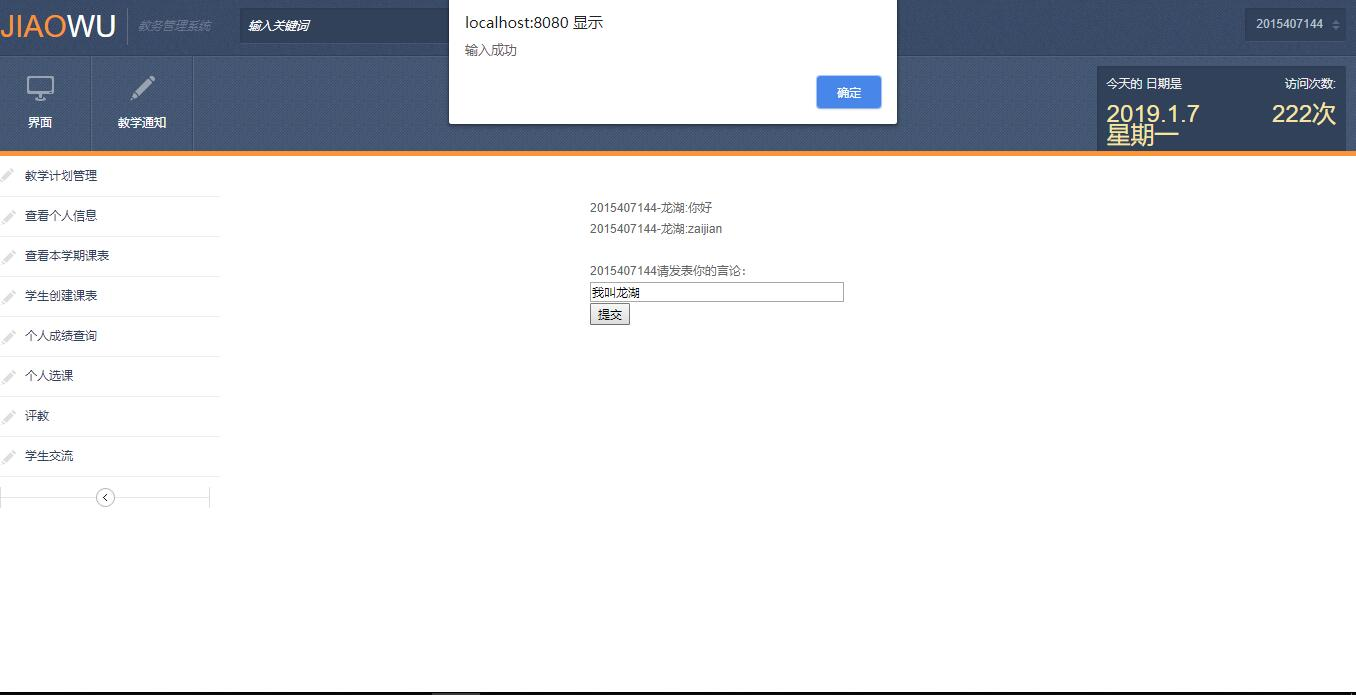 JIAOWU 教务管理系统 输入关键词
localhost:8080 显示
输入成功
确定
2015407144
界面
教学通知
今天的 日期是 访问次数:
2019.1.7 222次
星期一
教学计划管理
查看个人信息
查看本学期课表
学生创建课表
个人成绩查询
个人选课
评教
学生交流
2015407144-龙湖:你好
2015407144-龙湖:zaijian
2015407144请发表你的言论：
我叫龙湖
提交